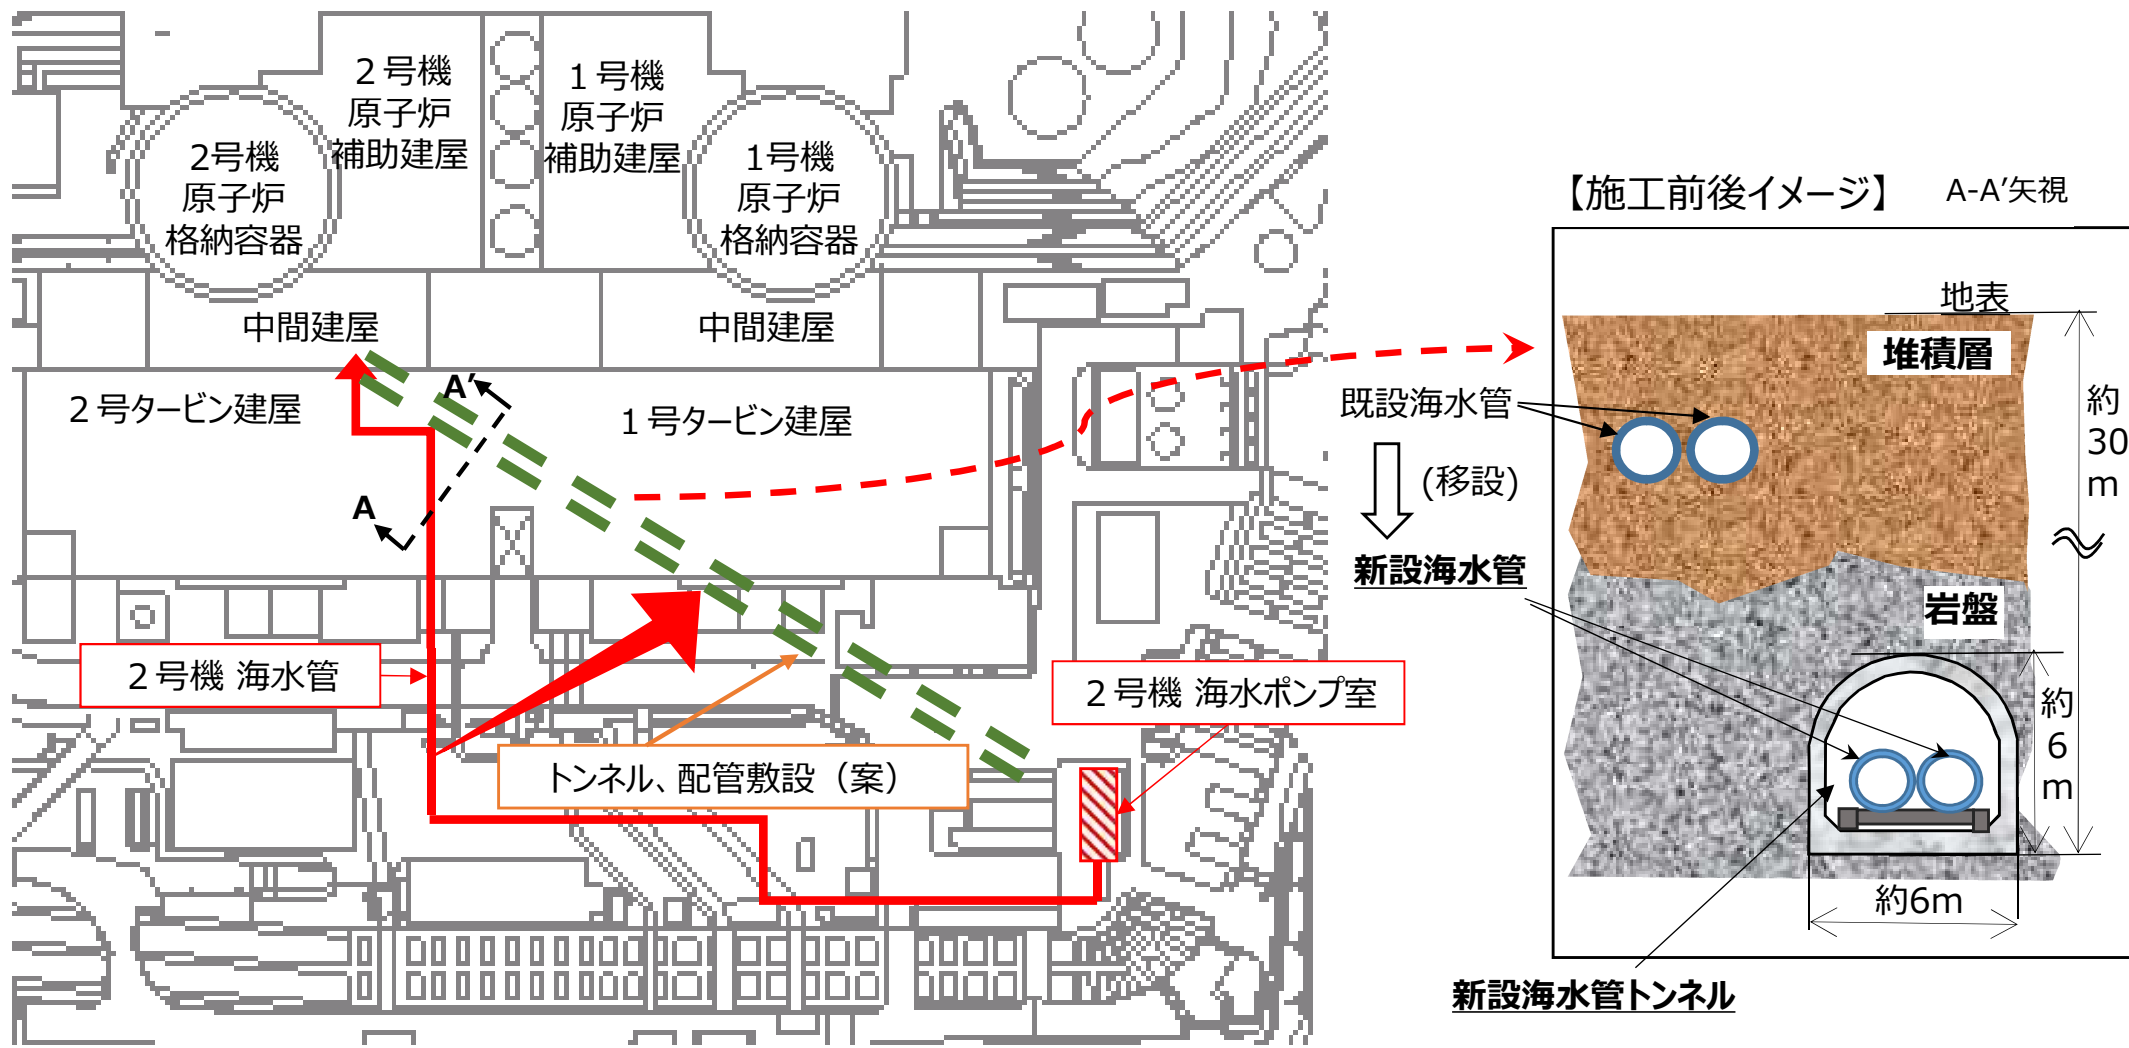 ２号機
原子炉
補助建屋
１号機
原子炉
補助建屋
2号機
原子炉
格納容器
1号機
原子炉
格納容器
中間建屋
中間建屋
２号タービン建屋
１号タービン建屋
A'
A
２号機 海水管
２号機 海水ポンプ室
トンネル、配管敷設（案）
【施工前後イメージ】
A-A'矢視
地表
堆積層
既設海水管
(移設)
新設海水管
岩盤
約
30
m
約
6
m
約6m
新設海水管トンネル